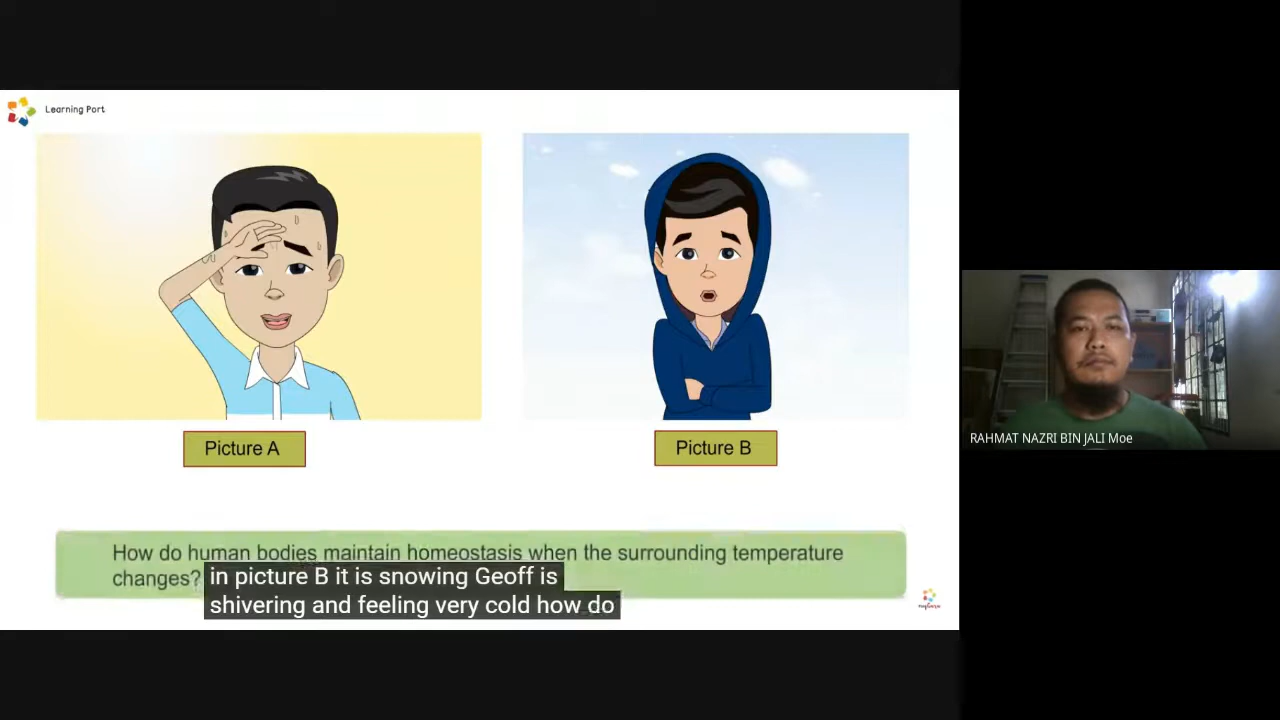 Learning Port
Picture A
Picture B
How do human bodies maintain homeostasis when the surrounding temperature
changes?
in picture B it is snowing Geoff is
shivering and feeling very cold how do
RAHMAT NAZRI BIN JALI Moe